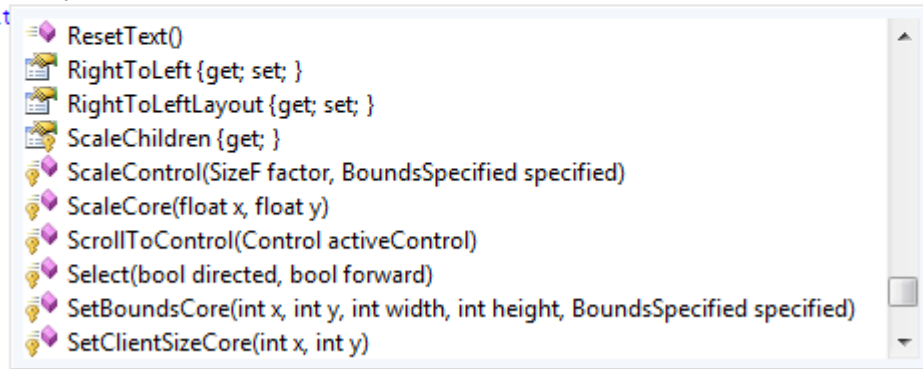 t
ResetText()
RightToLeft {get; set; }
RightToLeftLayout {get; set; }
ScaleChildren {get; }
ScaleControl(SizeF factor, BoundsSpecified specified)
ScaleCore(float x, float y)
ScrollToControl(Control activeControl)
Select(bool directed, bool forward)
SetBoundsCore(int x, int y, int width, int height, BoundsSpecified specified)
SetClientSizeCore(int x, int y)